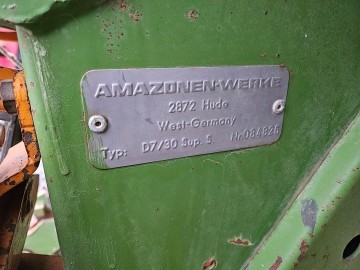 AMAZONEN-WERKE
2872 Hude
West-Germany
Typ: D7/30 Sup. S Nr. 084826